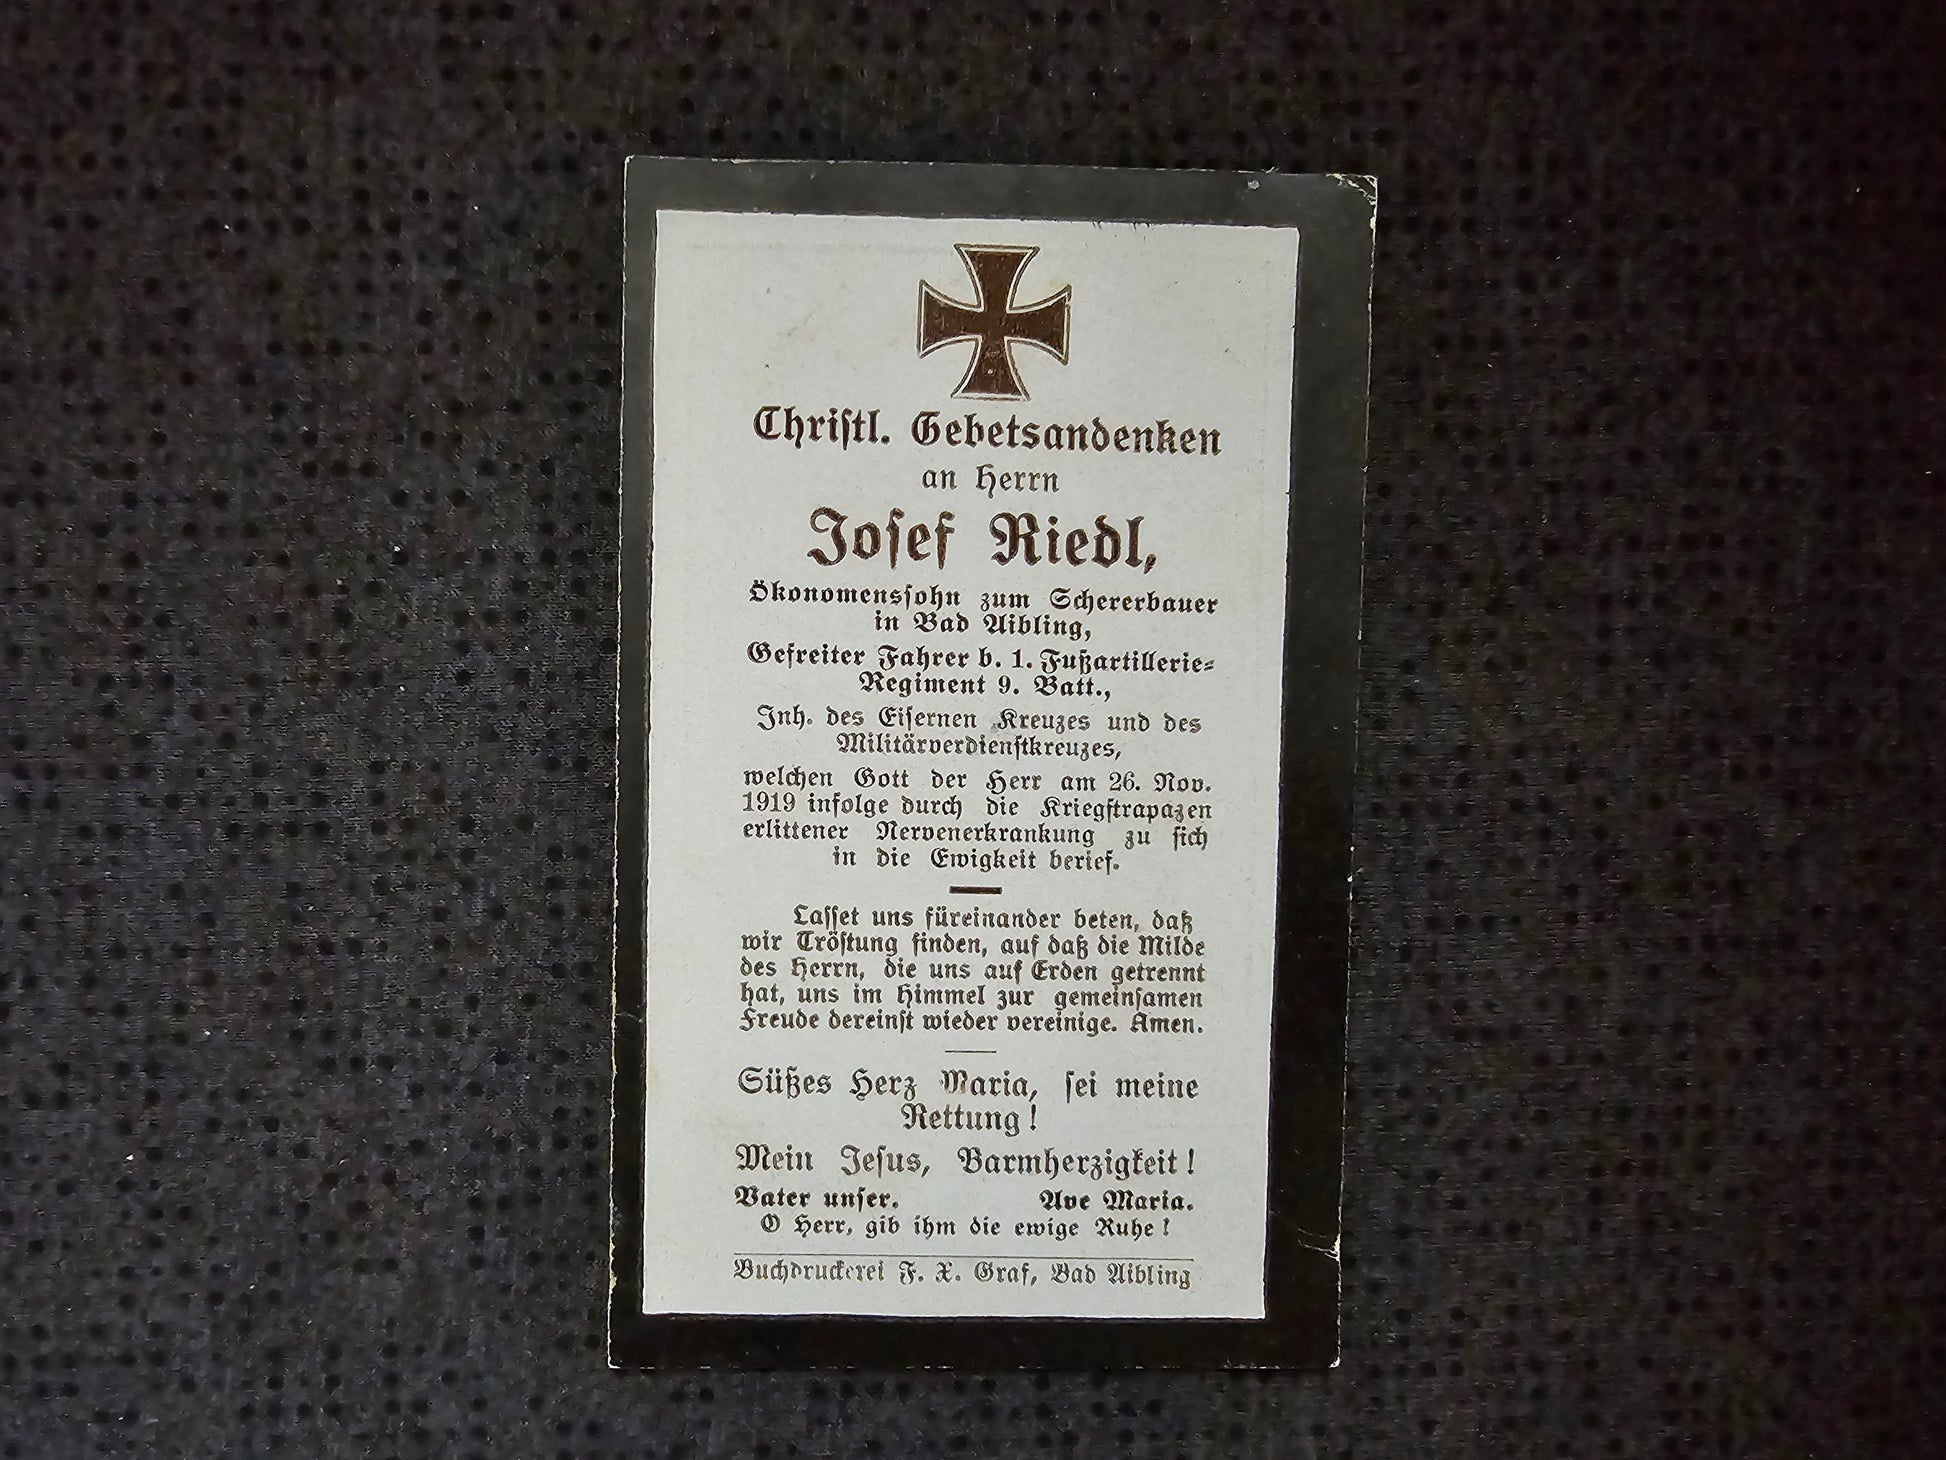 Christl. Gebetsandenken
an Herrn
Josef Riedl,
Ökonomenssohn zum Schererbauer
in Bad Aibling,
Gefreiter Fahrer b. 1. Fußartillerie-
Regiment 9. Batt.,
Inh. des Eisernen Kreuzes und des
Militärverdienstkreuzes,
welchen Gott der Herr am 26. Nov.
1919 infolge durch die Kriegstrapazen
erlittener Nervenerkrankung zu sich
in die Ewigkeit berief.
Lasset uns füreinander beten, daß
wir Tröstung finden, auf daß die Milde
des Herrn, die uns auf Erden getrennt
hat, uns im Himmel zur gemeinsamen
Freude dereinst wieder vereinige. Amen.
Süßes Herz Maria, sei meine
Rettung!
Mein Jesus, Barmherzigkeit!
Vater unser. Ave Maria.
O Herr, gib ihm die ewige Ruhe!
Buchdruckerei F. X. Graf, Bad Aibling